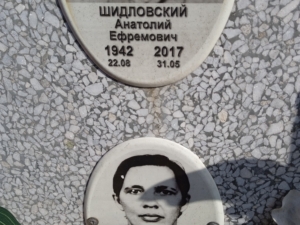 ШИДЛОВСКИЙ
Анатолий
Ефремович
1942 2017
22.08 31.05